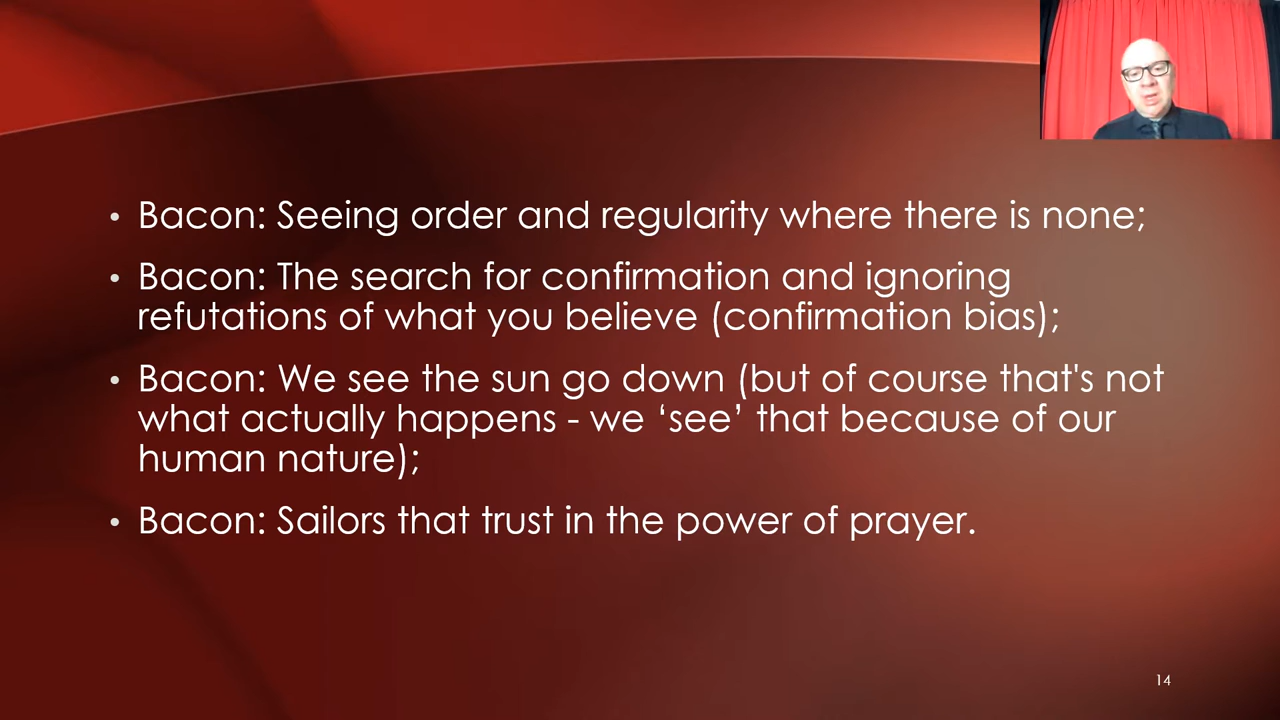 • Bacon: Seeing order and regularity where there is none;
• Bacon: The search for confirmation and ignoring
refutations of what you believe (confirmation bias);
• Bacon: We see the sun go down (but of course that's not
what actually happens - we ‘see’ that because of our
human nature);
• Bacon: Sailors that trust in the power of prayer.
14